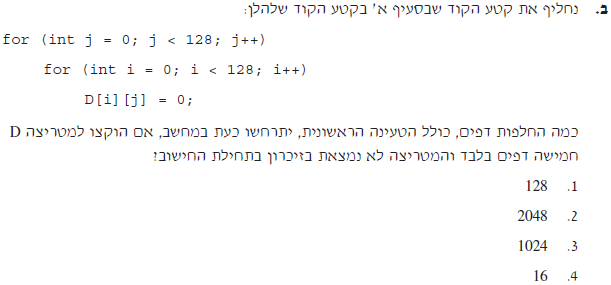 ב. נחליף את קטע הקוד שבסעיף א' בקטע הקוד שלהלן:
for (int j = 0; j < 128; j++)
for (int i = 0; i < 128; i++)
D[i][j] = 0;
כמה החלפות דפים, כולל הטעינה הראשונית, יתרחשו כעת במחשב, אם הוקצו למטריצה D
חמישה דפים בלבד והמטריצה לא נמצאת בזיכרון בתחילת החישוב?
1. 128
2. 2048
3. 1024
4. 16